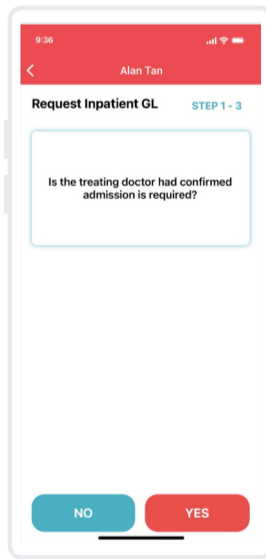 9:36
Alan Tan
Request Inpatient GL STEP 1 - 3
Is the treating doctor had confirmed
admission is required?
NO YES